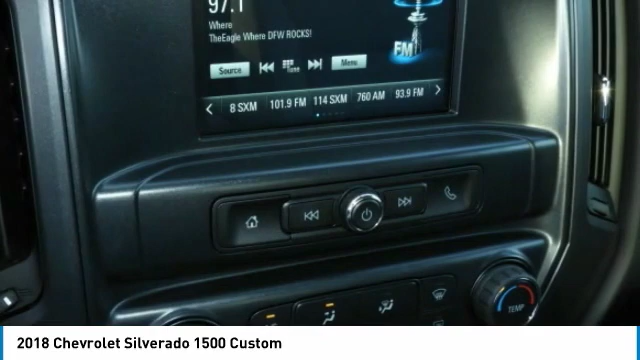 97.1
Where
TheEagle Where DFW ROCKS!
FM
Source
Tune
Menu
8 SXM 101.9 FM 114 SXM 760 AM 93.9 FM
TEMP
2018 Chevrolet Silverado 1500 Custom